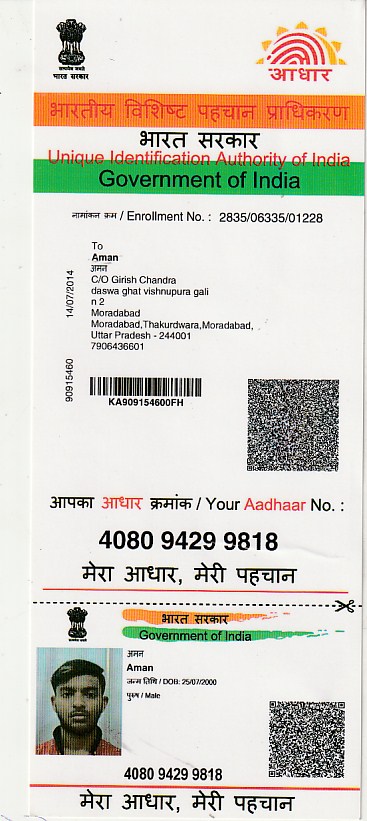 सत्यमेव जयते
भारत सरकार
आधार
भारतीय विशिष्ट पहचान प्राधिकरण
भारत सरकार
Unique Identification Authority of India
Government of India
नामांकन क्रम / Enrollment No. : 2835/06335/01228
To
Aman
अमन
C/O Girish Chandra
daswa ghat vishnupura gali
n 2
Moradabad
Moradabad,Thakurdwara,Moradabad,
Uttar Pradesh - 244001
7906436601
14/07/2014
90915460
KA909154600FH
आपका आधार क्रमांक / Your Aadhaar No. :
4080 9429 9818
मेरा आधार, मेरी पहचान
भारत सरकार
Government of India
अमन
Aman
जन्म तिथि / DOB: 25/07/2000
पुरुष / Male
4080 9429 9818
मेरा आधार, मेरी पहचान